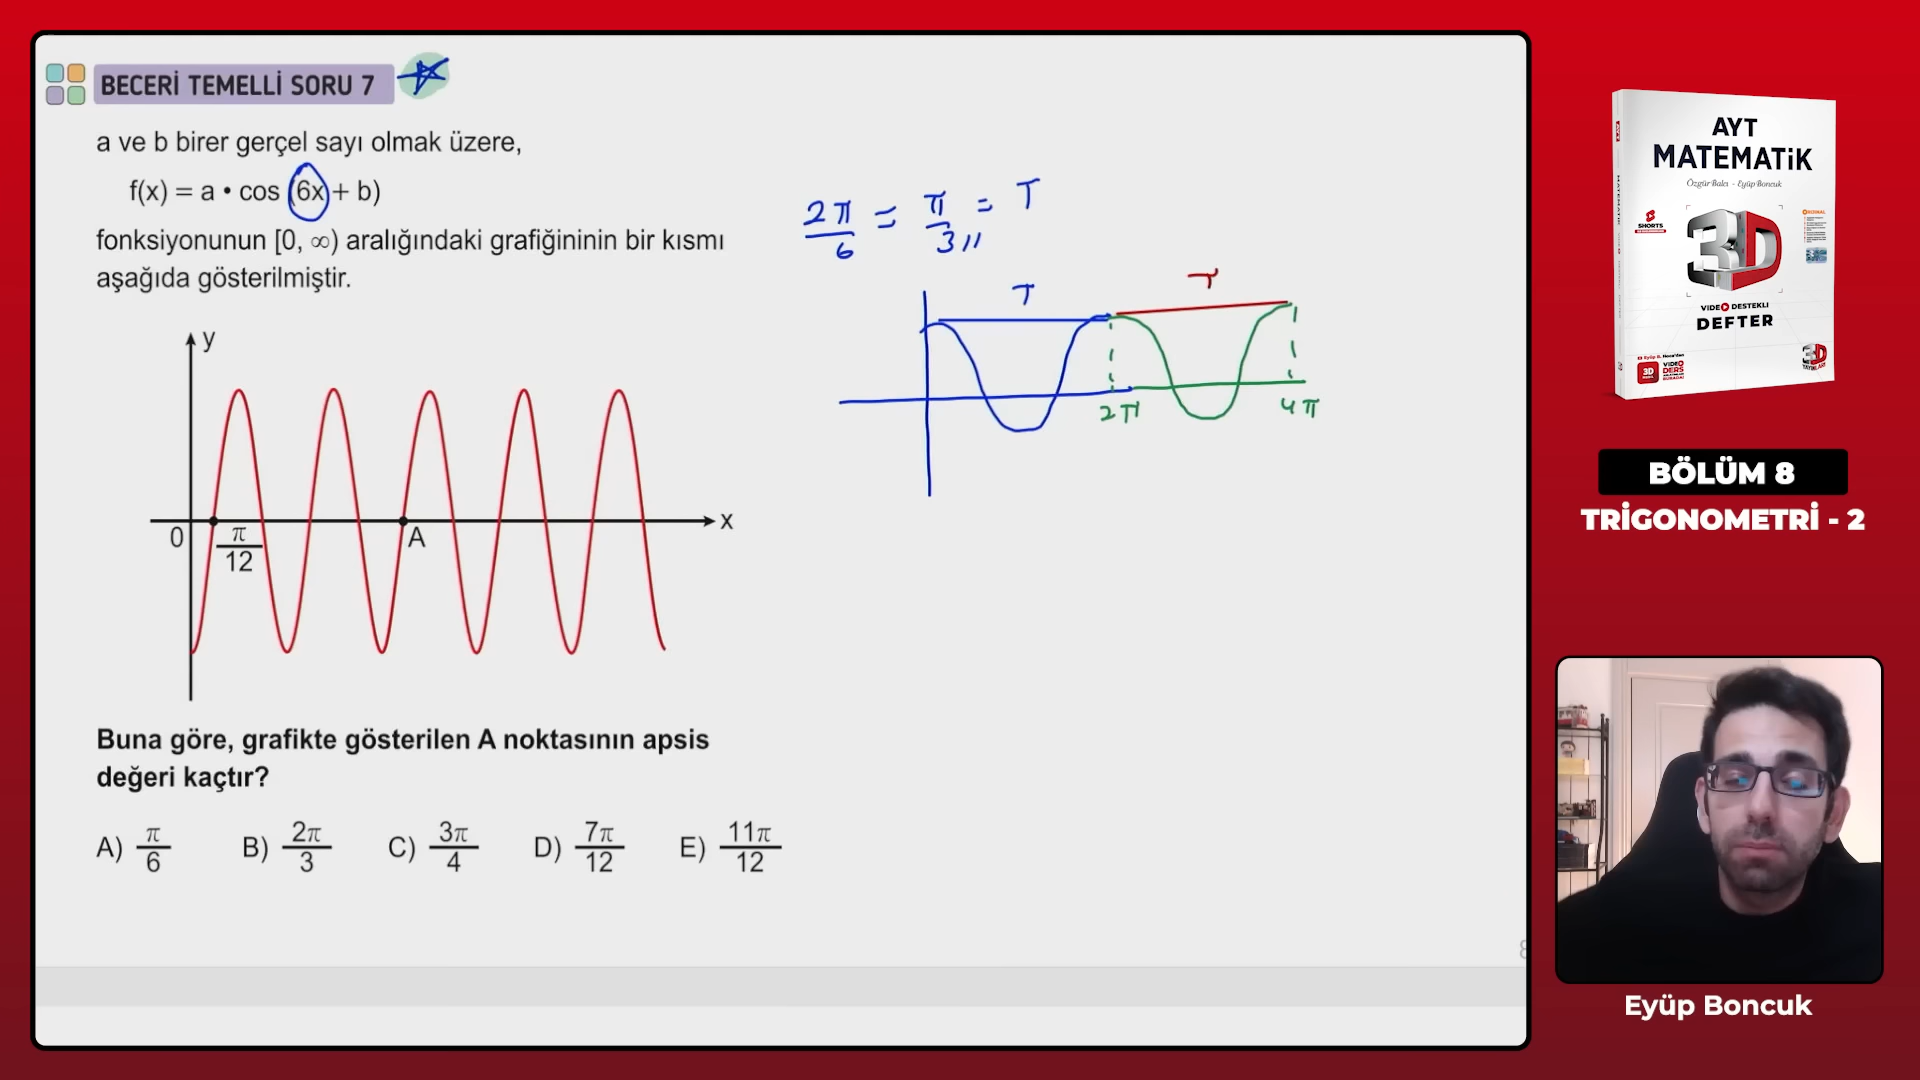 BECERİ TEMELLİ SORU 7
a ve b birer gerçel sayı olmak üzere,
f(x) = a • cos (6x + b)
fonksiyonunun [0, ∞) aralığındaki grafiğininin bir kısmı
aşağıda gösterilmiştir.
y
0
π/12
A
x
Buna göre, grafikte gösterilen A noktasının apsis
değeri kaçtır?
A) π/6 B) 2π/3 C) 3π/4 D) 7π/12 E) 11π/12
2π/6 = π/3 = T
T
T
2π
4π
8
AYT
MATEMATİK
Özgür Balcı - Eyüp Boncuk
SHORTS
3D
VIDEO DESTEKLI
DEFTER
BÖLÜM 8
TRİGONOMETRİ - 2
Eyüp Boncuk